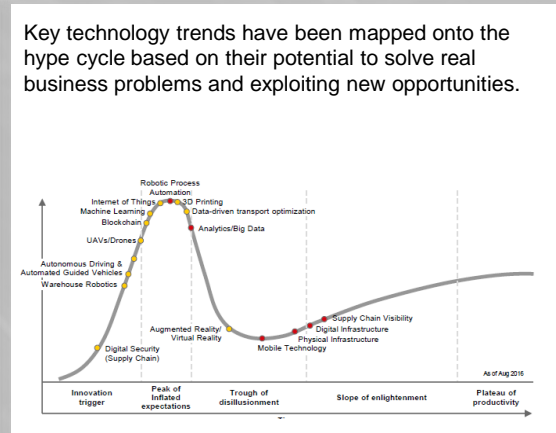 Key technology trends have been mapped onto the
hype cycle based on their potential to solve real
business problems and exploiting new opportunities.
Robotic Process
Automation
Internet of Things
3D Printing
Machine Learning
Data-driven transport optimization
Blockchain
Analytics/Big Data
UAVs/Drones
Autonomous Driving &
Automated Guided Vehicles
Warehouse Robotics
Supply Chain Visibility
Augmented Reality/
Virtual Reality
Digital Infrastructure
Physical Infrastructure
Mobile Technology
Digital Security
(Supply Chain)
As of Aug 2016
Innovation
trigger
Peak of
Inflated
expectations
Trough of
disillusionment
Slope of enlightenment
Plateau of
productivity